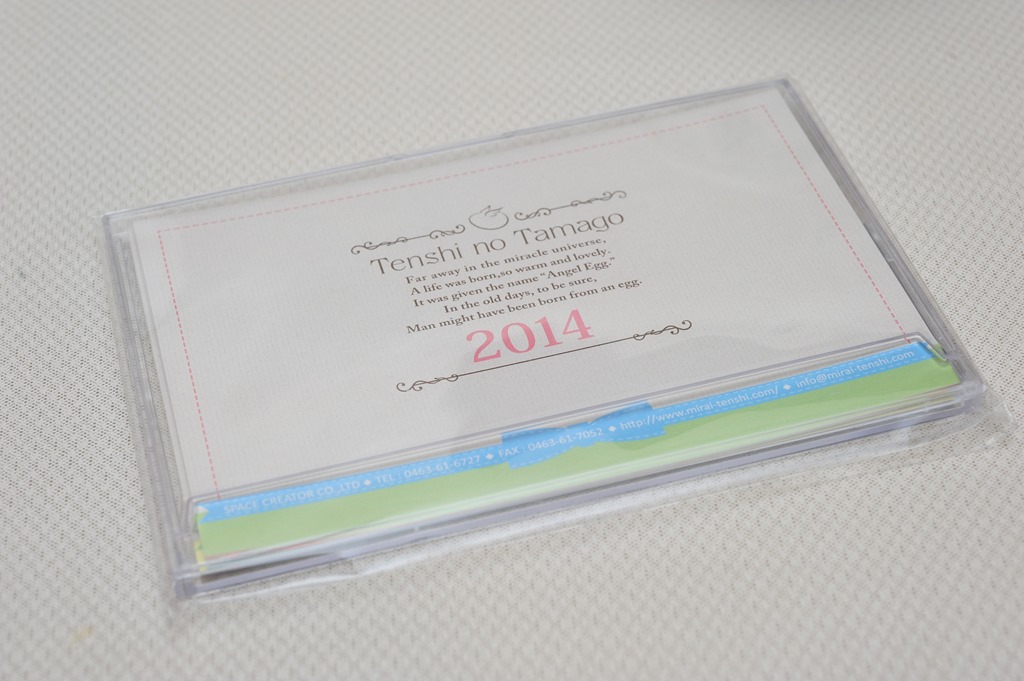 Tenshi no Tamago
Far away in the miracle universe,
A life was born,so warm and lovely.
It was given the name "Angel Egg."
In the old days, to be sure,
Man might have been born from an egg.
2014
SPACE CREATOR CO.,LTD ◆ TEL : 0463-61-6727 ◆ FAX : 0463-61-7052 ◆ http://www.mirai-tenshi.com/ ◆ info@mirai-tenshi.com